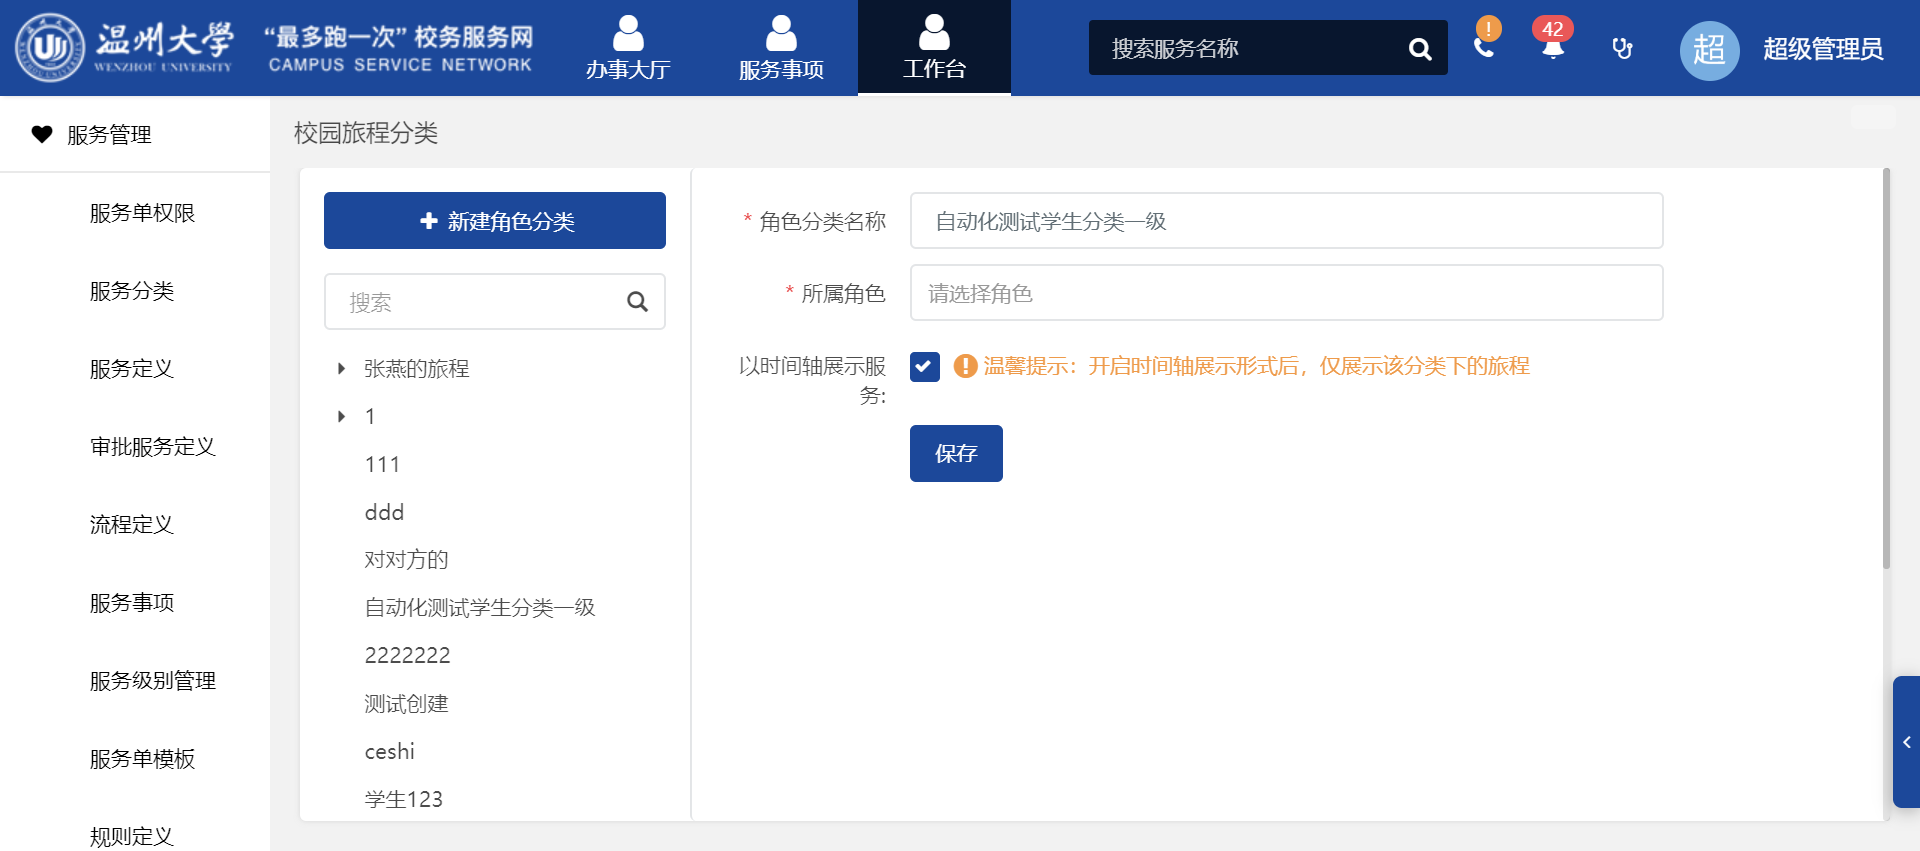 温州大学
WENZHOU UNIVERSITY
“最多跑一次” 校务服务网
CAMPUS SERVICE NETWORK
办事大厅
服务事项
工作台
搜索服务名称
!
42
超
超级管理员
服务管理
服务单权限
服务分类
服务定义
审批服务定义
流程定义
服务事项
服务级别管理
服务单模板
规则定义
校园旅程分类
新建角色分类
搜索
张燕的旅程
1
111
ddd
对对方的
自动化测试学生分类一级
2222222
测试创建
ceshi
学生123
* 角色分类名称
自动化测试学生分类一级
* 所属角色
请选择角色
以时间轴展示服
务:
温馨提示：开启时间轴展示形式后，仅展示该分类下的旅程
保存